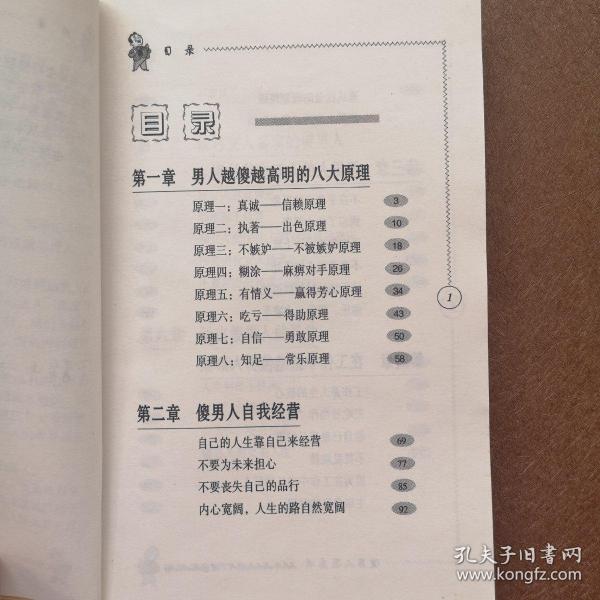 目 录
目录
第一章 男人越傻越高明的八大原理
原理一：真诚——信赖原理 3
原理二：执著——出色原理 10
原理三：不嫉妒——不被嫉妒原理 18
原理四：糊涂——麻痹对手原理 26
原理五：有情义——赢得芳心原理 34
原理六：吃亏——得助原理 43
原理七：自信——勇敢原理 50
原理八：知足——常乐原理 58
1
第二章 傻男人自我经营
自己的人生靠自己来经营 69
不要为未来担心 77
不要丧失自己的品行 85
内心宽阔，人生的路自然宽阔 92
孔夫子旧书网
www.kongfz.com